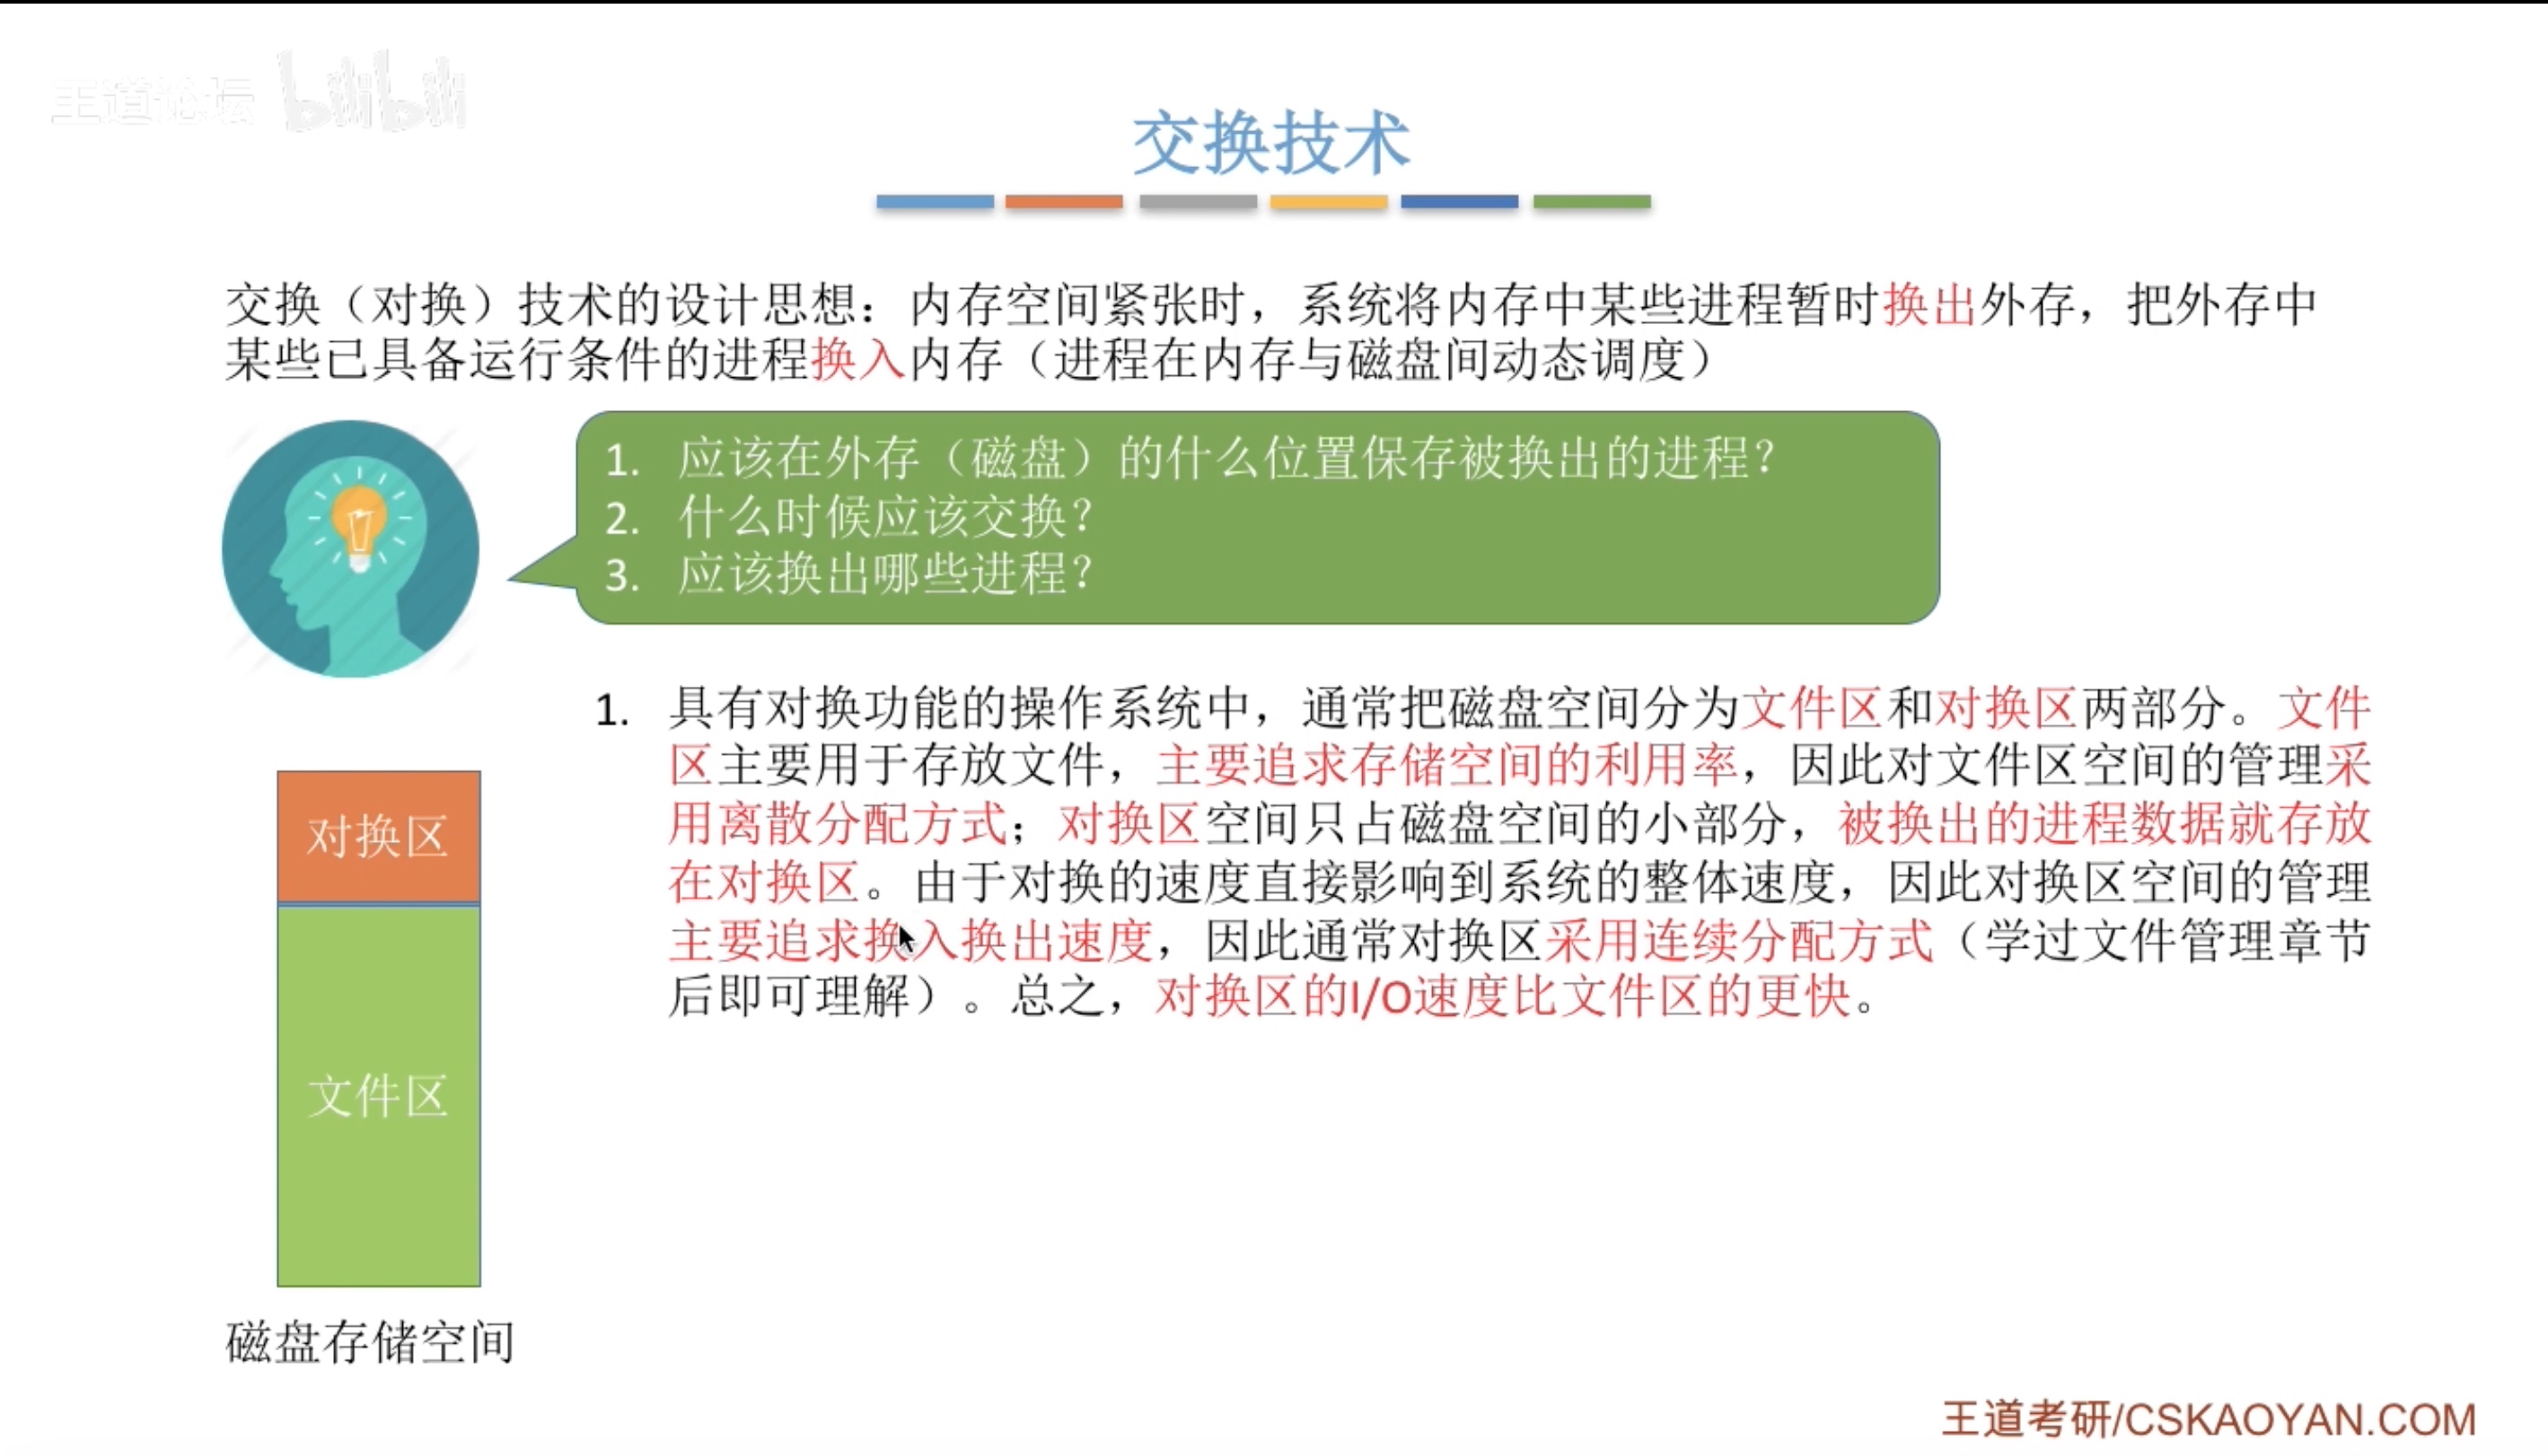 王道论坛 bilibili
交换技术
交换（对换）技术的设计思想：内存空间紧张时，系统将内存中某些进程暂时换出外存，把外存中
某些已具备运行条件的进程换入内存（进程在内存与磁盘间动态调度）
1. 应该在外存（磁盘）的什么位置保存被换出的进程？
2. 什么时候应该交换？
3. 应该换出哪些进程？
1. 具有对换功能的操作系统中，通常把磁盘空间分为文件区和对换区两部分。文件
区主要用于存放文件，主要追求存储空间的利用率，因此对文件区空间的管理采
用离散分配方式；对换区空间只占磁盘空间的小部分，被换出的进程数据就存放
在对换区。由于对换的速度直接影响到系统的整体速度，因此对换区空间的管理
主要追求换入换出速度，因此通常对换区采用连续分配方式（学过文件管理章节
后即可理解）。总之，对换区的I/O速度比文件区的更快。
对换区
文件区
磁盘存储空间
王道考研/CSKAOYAN.COM